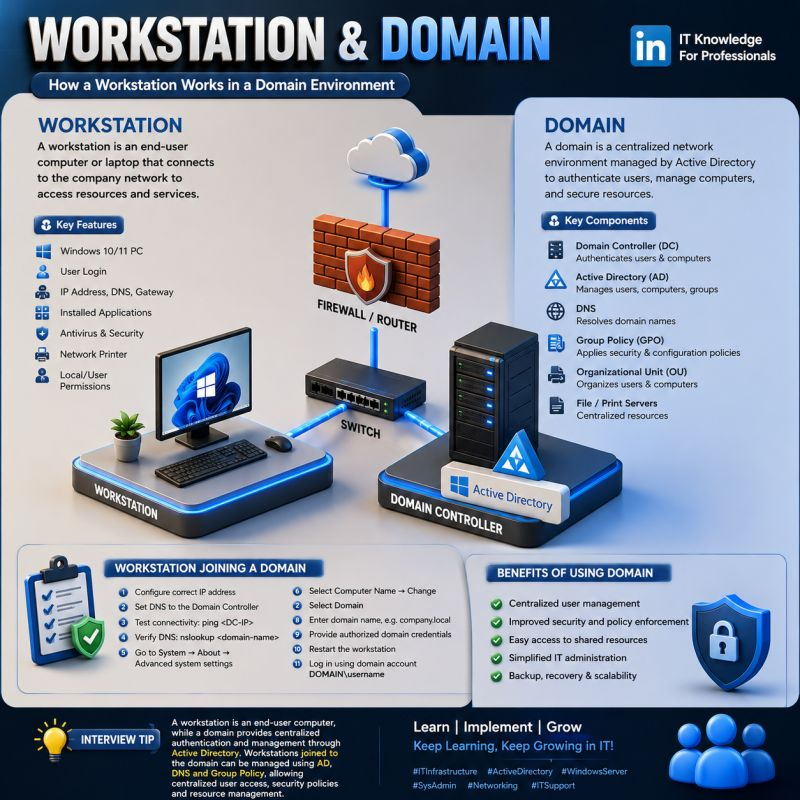 WORKSTATION & DOMAIN
How a Workstation Works in a Domain Environment
in
IT Knowledge
For Professionals
WORKSTATION
A workstation is an end-user
computer or laptop that connects
to the company network to
access resources and services.
Key Features
Windows 10/11 PC
User Login
IP Address, DNS, Gateway
Installed Applications
Antivirus & Security
Network Printer
Local/User
Permissions
FIREWALL / ROUTER
SWITCH
WORKSTATION
DOMAIN CONTROLLER
Active Directory
DOMAIN
A domain is a centralized network
environment managed by Active Directory
to authenticate users, manage computers,
and secure resources.
Key Components
Domain Controller (DC)
Authenticates users & computers
Active Directory (AD)
Manages users, computers, groups
DNS
Resolves domain names
Group Policy (GPO)
Applies security & configuration policies
Organizational Unit (OU)
Organizes users & computers
File / Print Servers
Centralized resources
WORKSTATION JOINING A DOMAIN
1 Configure correct IP address
2 Set DNS to the Domain Controller
3 Test connectivity: ping <DC-IP>
4 Verify DNS: nslookup <domain-name>
5 Go to System → About →
Advanced system settings
6 Select Computer Name → Change
2 Select Domain
8 Enter domain name, e.g. company.local
9 Provide authorized domain credentials
10 Restart the workstation
11 Log in using domain account
DOMAIN\username
BENEFITS OF USING DOMAIN
Centralized user management
Improved security and policy enforcement
Easy access to shared resources
Simplified IT administration
Backup, recovery & scalability
INTERVIEW TIP
A workstation is an end-user computer,
while a domain provides centralized
authentication and management through
Active Directory. Workstations joined to
the domain can be managed using AD,
DNS and Group Policy, allowing
centralized user access, security policies
and resource management.
Learn | Implement | Grow
Keep Learning, Keep Growing in IT!
#ITInfrastructure #ActiveDirectory #WindowsServer
#SysAdmin #Networking #ITSupport